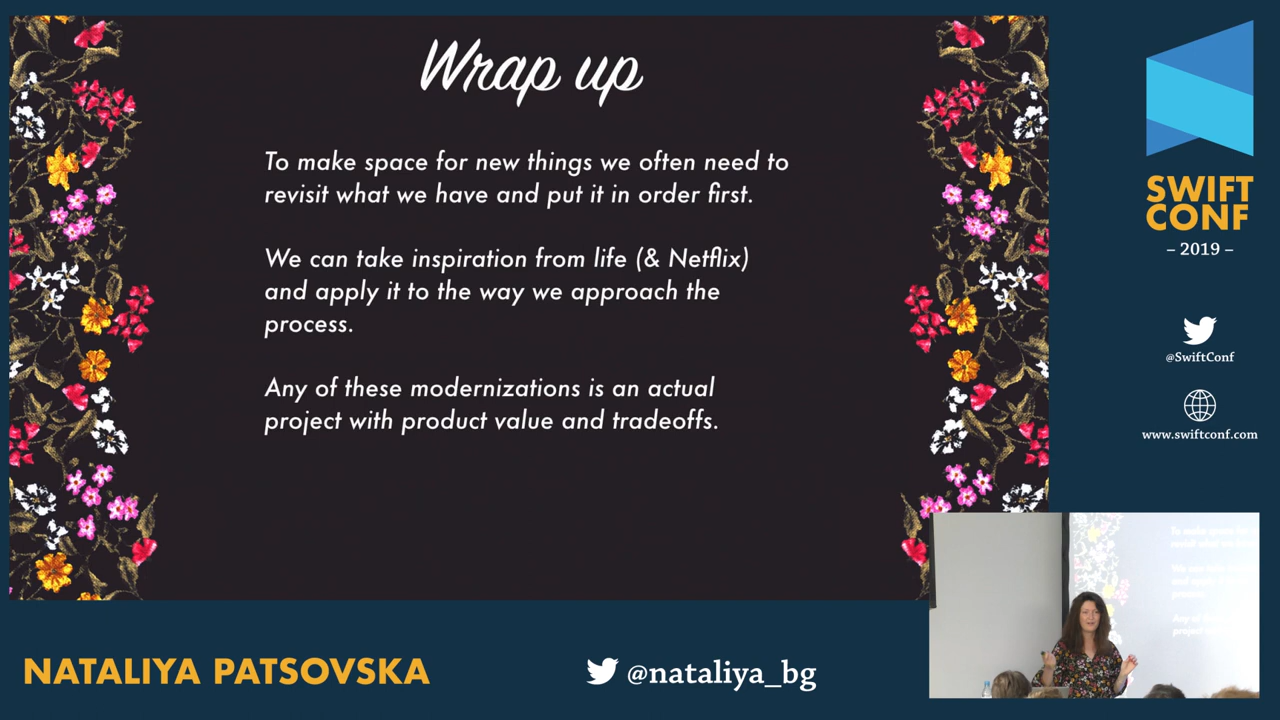 Wrap up
To make space for new things we often need to
revisit what we have and put it in order first.
We can take inspiration from life (& Netflix)
and apply it to the way we approach the
process.
Any of these modernizations is an actual
project with product value and tradeoffs.
SWIFT
CONF
– 2019 –
@SwiftConf
www.swiftconf.com
NATALIYA PATSOVSKA
@nataliya_bg